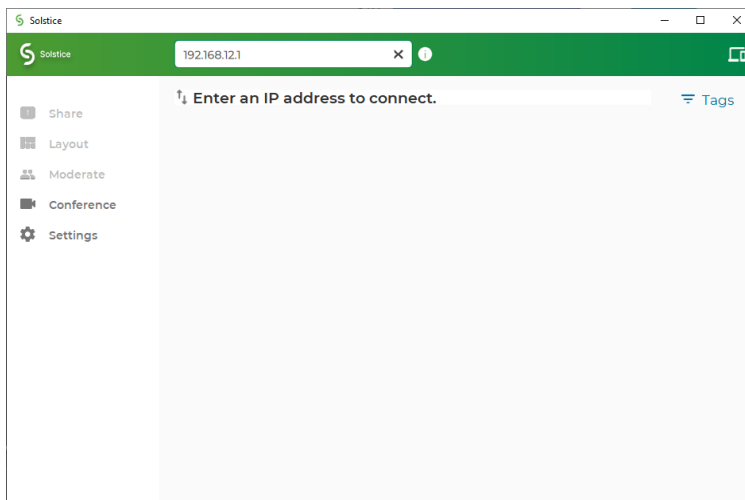 Solstice
Solstice
192.168.12.1
Enter an IP address to connect.
Tags
Share
Layout
Moderate
Conference
Settings